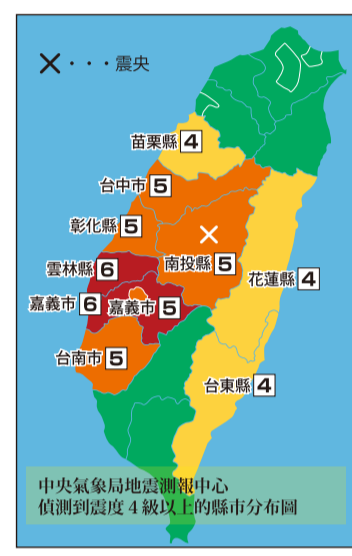 ✕・・・震央
苗栗縣 4
台中市 5
彰化縣 5
南投縣 5
雲林縣 6
花蓮縣 4
嘉義市 6
嘉義市 5
台南市 5
台東縣 4
中央氣象局地震測報中心
偵測到震度 4 級以上的縣市分布圖